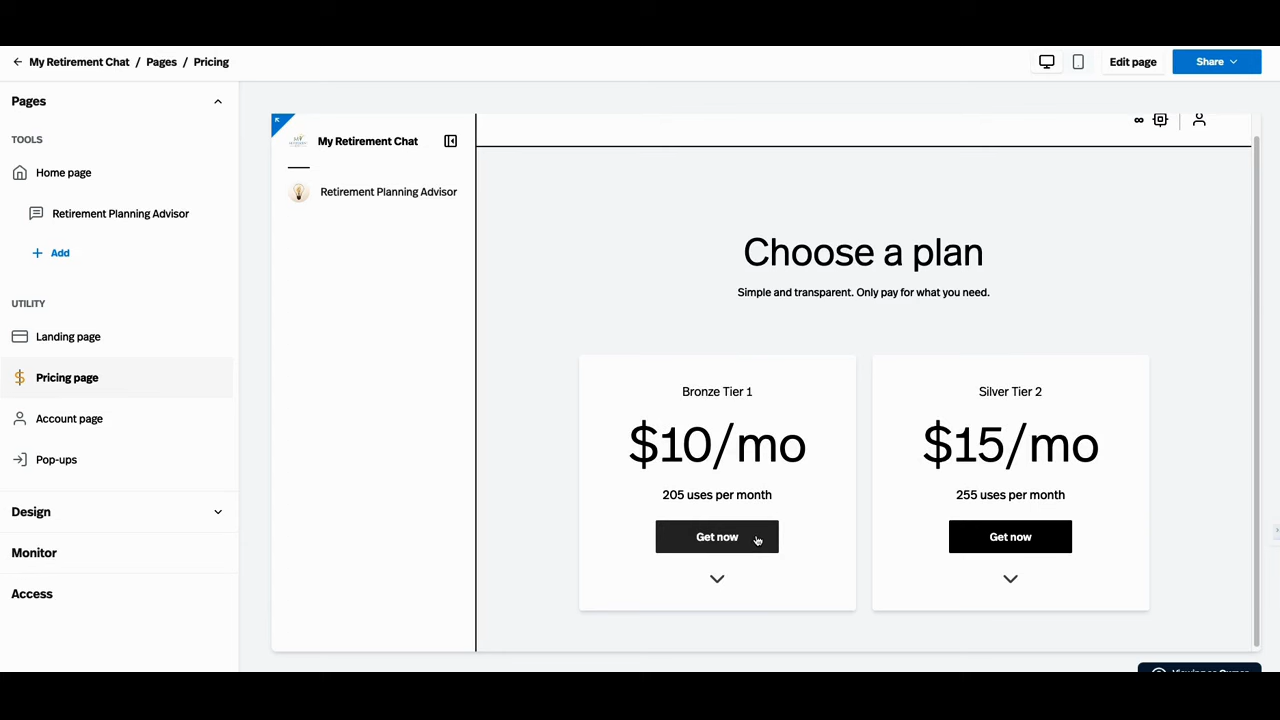 My Retirement Chat / Pages / Pricing
Edit page
Share
Pages
TOOLS
Home page
Retirement Planning Advisor
+ Add
UTILITY
Landing page
Pricing page
Account page
Pop-ups
Design
Monitor
Access
My Retirement Chat
Retirement Planning Advisor
Choose a plan
Simple and transparent. Only pay for what you need.
Bronze Tier 1
$10/mo
205 uses per month
Get now
Silver Tier 2
$15/mo
255 uses per month
Get now